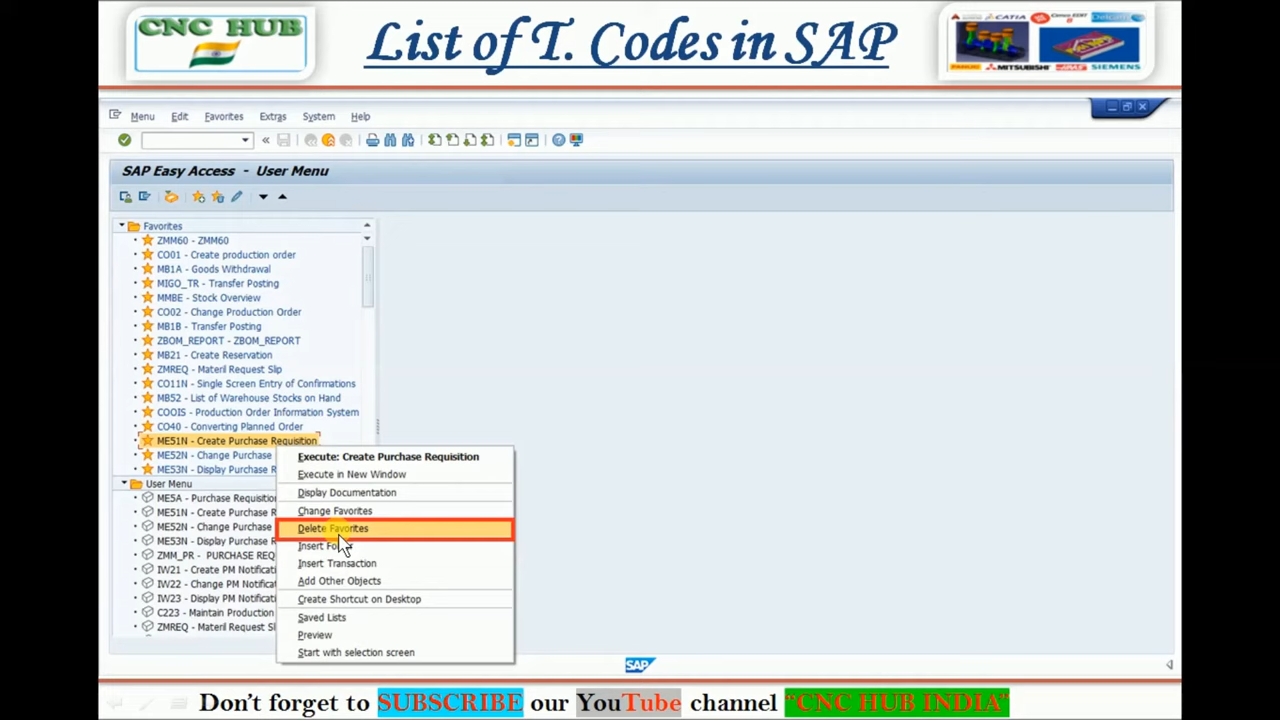 CNC HUB
List of T. Codes in SAP
CATIA
MITSUBISHI
SIEMENS
Menu Edit Favorites Extras System Help
SAP Easy Access - User Menu
Favorites
ZMM60 - ZMM60
CO01 - Create production order
MB1A - Goods Withdrawal
MIGO_TR - Transfer Posting
MMBE - Stock Overview
CO02 - Change Production Order
MB1B - Transfer Posting
ZBOM_REPORT - ZBOM_REPORT
MB21 - Create Reservation
ZMREQ - Materil Request Slip
CO11N - Single Screen Entry of Confirmations
MB52 - List of Warehouse Stocks on Hand
COOIS - Production Order Information System
CO40 - Converting Planned Order
ME51N - Create Purchase Requisition
ME52N - Change Purchase
ME53N - Display Purchase R
User Menu
ME5A - Purchase Requisition
ME51N - Create Purchase R
ME52N - Change Purchase
ME53N - Display Purchase R
ZMM_PR - PURCHASE REQ
IW21 - Create PM Notificati
IW22 - Change PM Notificat
IW23 - Display PM Notificati
C223 - Maintain Production
ZMREQ - Materil Request Sl
Execute: Create Purchase Requisition
Execute in New Window
Display Documentation
Change Favorites
Delete Favorites
Insert
Insert Transaction
Add Other Objects
Create Shortcut on Desktop
Saved Lists
Preview
Start with selection screen
SAP
Don't forget to SUBSCRIBE our YouTube channel "CNC HUB INDIA"